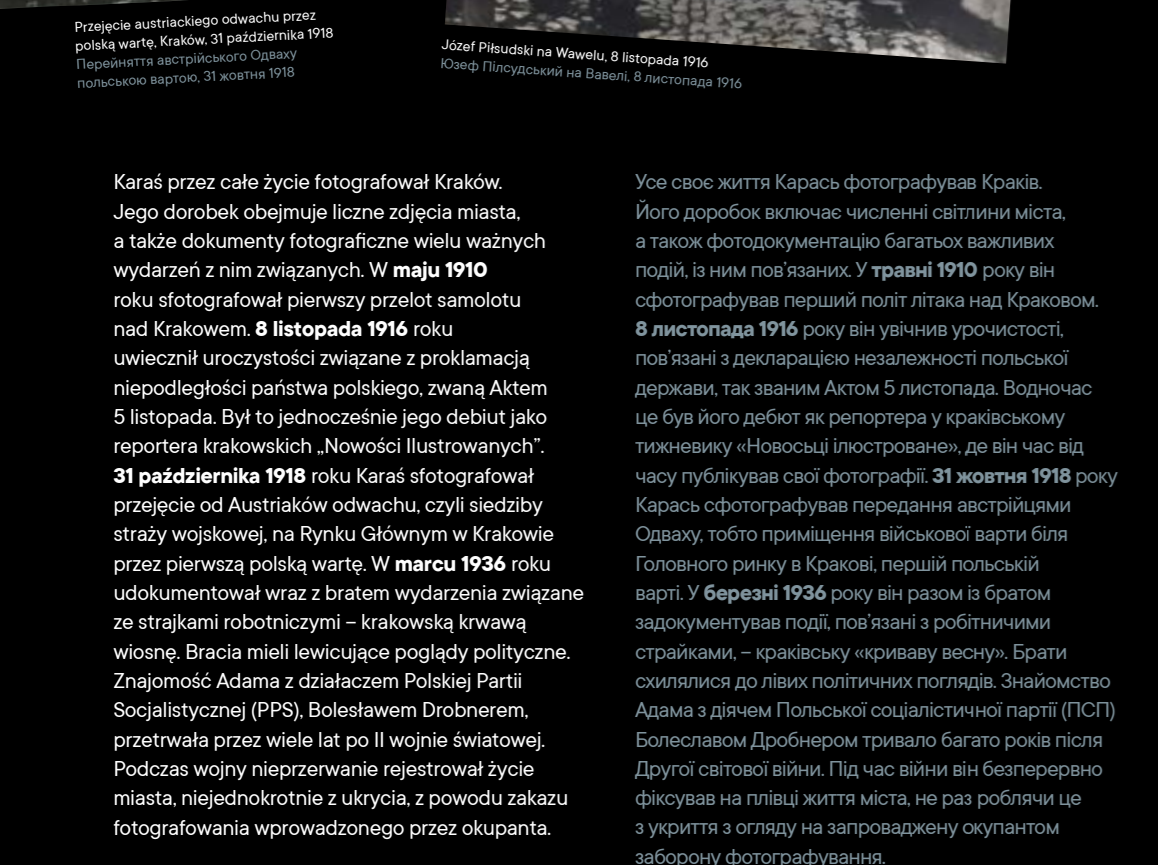 Przejęcie austriackiego odwachu przez
polską wartę, Kraków, 31 października 1918
Перейняття австрійського Одваху
польською вартою, 31 жовтня 1918
Józef Piłsudski na Wawelu, 8 listopada 1916
Юзеф Пілсудський на Вавелі, 8 листопада 1916
Karaś przez całe życie fotografował Kraków.
Jego dorobek obejmuje liczne zdjęcia miasta,
a także dokumenty fotograficzne wielu ważnych
wydarzeń z nim związanych. W maju 1910
roku sfotografował pierwszy przelot samolotu
nad Krakowem. 8 listopada 1916 roku
uwiecznił uroczystości związane z proklamacją
niepodległości państwa polskiego, zwaną Aktem
5 listopada. Był to jednocześnie jego debiut jako
reportera krakowskich „Nowości Ilustrowanych”.
31 października 1918 roku Karaś sfotografował
przejęcie od Austriaków odwachu, czyli siedziby
straży wojskowej, na Rynku Głównym w Krakowie
przez pierwszą polską wartę. W marcu 1936 roku
udokumentował wraz z bratem wydarzenia związane
ze strajkami robotniczymi – krakowską krwawą
wiosnę. Bracia mieli lewicujące poglądy polityczne.
Znajomość Adama z działaczem Polskiej Partii
Socjalistycznej (PPS), Bolesławem Drobnerem,
przetrwała przez wiele lat po II wojnie światowej.
Podczas wojny nieprzerwanie rejestrował życie
miasta, niejednokrotnie z ukrycia, z powodu zakazu
fotografowania wprowadzonego przez okupanta.
Усе своє життя Карась фотографував Краків.
Його доробок включає численні світлини міста,
а також фотодокументацію багатьох важливих
подій, із ним пов’язаних. У травні 1910 року він
сфотографував перший політ літака над Краковом.
8 листопада 1916 року він увічнив урочистості,
пов’язані з декларацією незалежності польської
держави, так званим Актом 5 листопада. Водночас
це був його дебют як репортера у краківському
тижневику «Новосьці ілюстроване», де він час від
часу публікував свої фотографії. 31 жовтня 1918 року
Карась сфотографував передання австрійцями
Одваху, тобто приміщення військової варти біля
Головного ринку в Кракові, першій польській
варті. У березні 1936 року він разом із братом
задокументував події, пов’язані з робітничими
страйками, – краківську «криваву весну». Брати
схилялися до лівих політичних поглядів. Знайомство
Адама з діячем Польської соціалістичної партії (ПСП)
Болеславом Дробнером тривало багато років після
Другої світової війни. Під час війни він безперервно
фіксував на плівці життя міста, не раз роблячи це
з укриття з огляду на запроваджену окупантом
заборону фотографування.